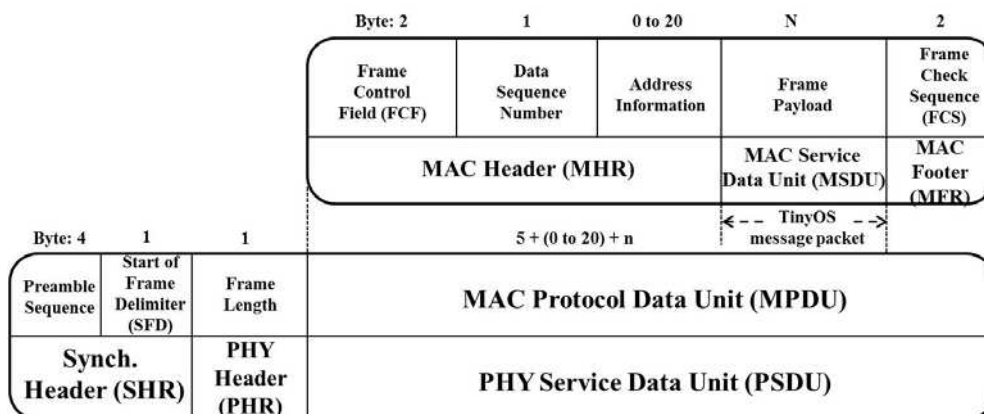 Byte: 2 1 0 to 20 N 2
Frame Control Field (FCF)
Data Sequence Number
Address Information
Frame Payload
Frame Check Sequence (FCS)
MAC Header (MHR)
MAC Service Data Unit (MSDU)
MAC Footer (MFR)
TinyOS message packet
Byte: 4 1 1 5 + (0 to 20) + n
Preamble Sequence
Start of Frame Delimiter (SFD)
Frame Length
MAC Protocol Data Unit (MPDU)
Synch. Header (SHR)
PHY Header (PHR)
PHY Service Data Unit (PSDU)